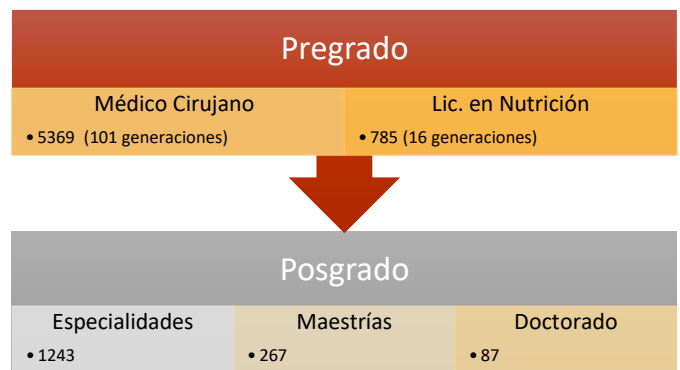 Pregrado
Médico Cirujano
• 5369 (101 generaciones)
Lic. en Nutrición
• 785 (16 generaciones)
Posgrado
Especialidades
• 1243
Maestrías
• 267
Doctorado
• 87